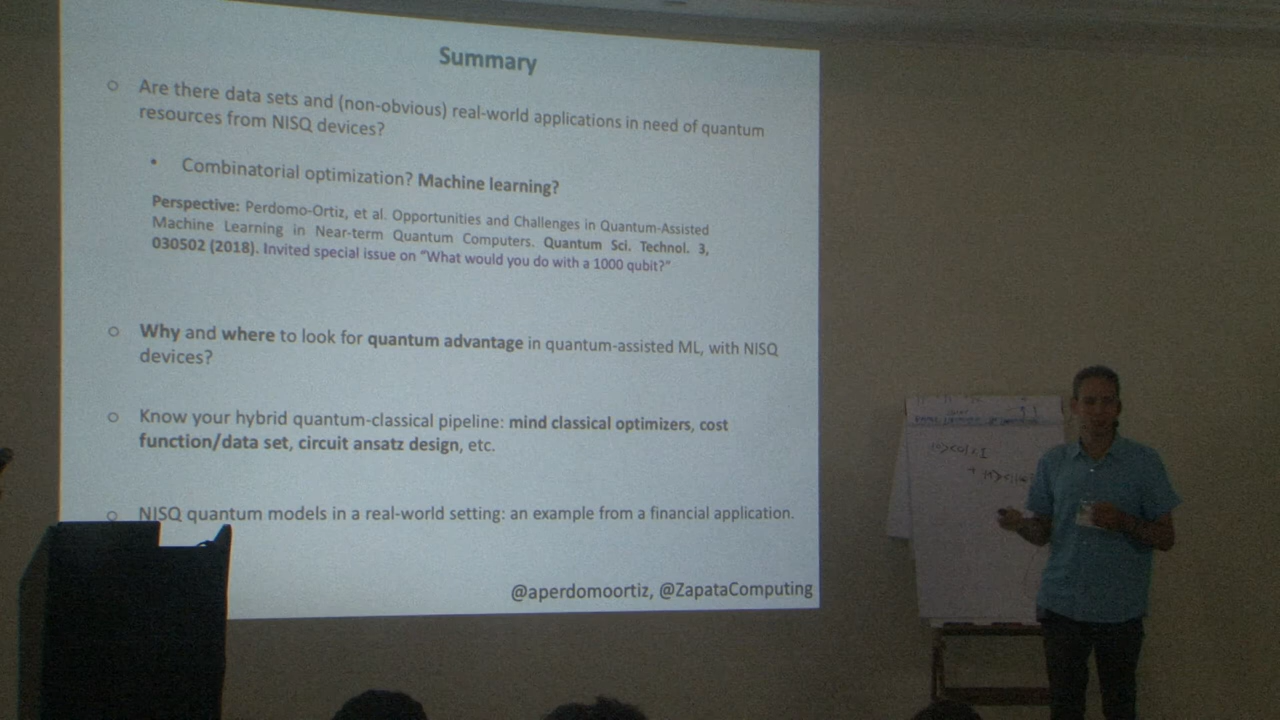 Summary
○ Are there data sets and (non-obvious) real-world applications in need of quantum
resources from NISQ devices?
• Combinatorial optimization? Machine learning?
Perspective: Perdomo-Ortiz, et al. Opportunities and Challenges in Quantum-Assisted
Machine Learning in Near-term Quantum Computers. Quantum Sci. Technol. 3,
030502 (2018). Invited special issue on "What would you do with a 1000 qubit?"
○ Why and where to look for quantum advantage in quantum-assisted ML, with NISQ
devices?
○ Know your hybrid quantum-classical pipeline: mind classical optimizers, cost
function/data set, circuit ansatz design, etc.
○ NISQ quantum models in a real-world setting: an example from a financial application.
@aperdomoortiz, @ZapataComputing